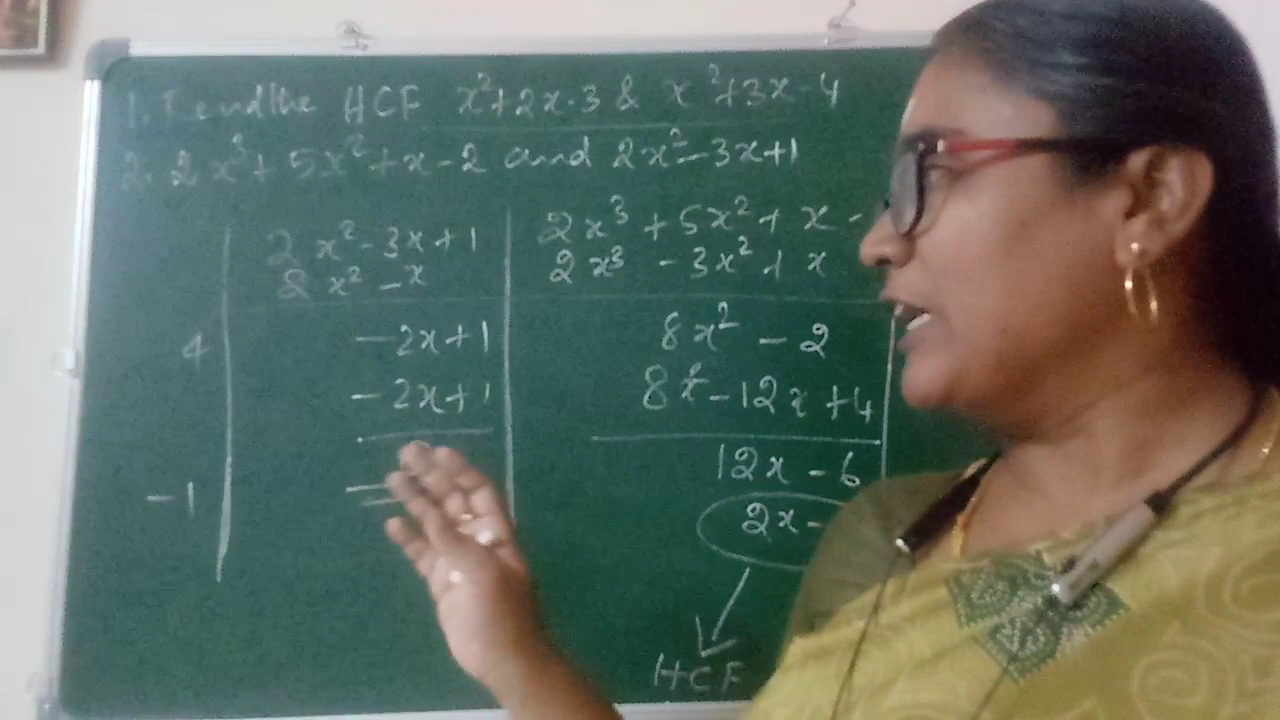 1. Find the HCF x²+2x-3 & x²+3x-4
2. 2x³+5x²+x-2 and 2x²-3x+1
2x²-3x+1
8x²-x
4
-2x+1
-2x+1
-1
2x³+5x²+x-
2x³-3x²+x
8x²-2
8x²-12x+4
12x-6
2x-
HCF